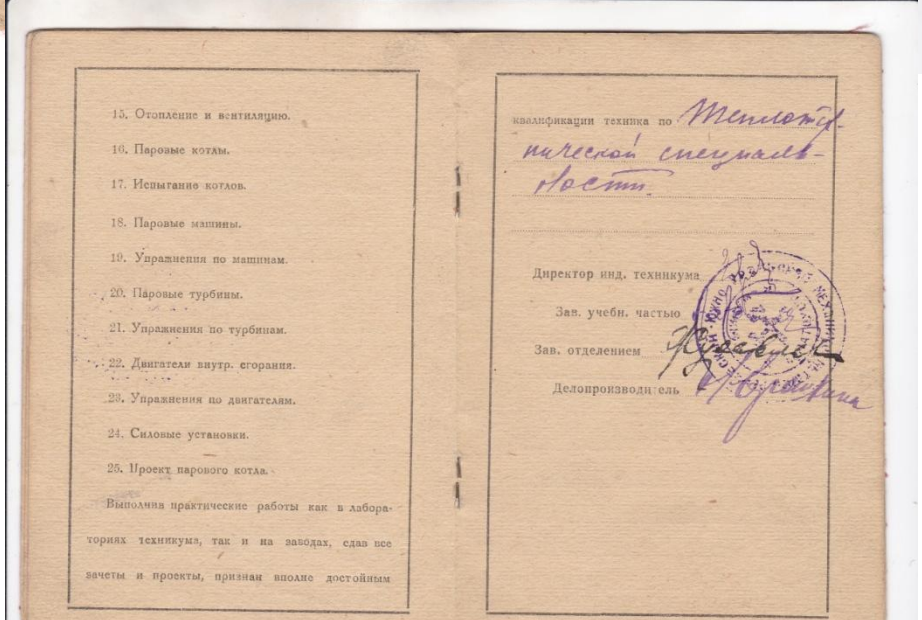 15. Отопление и вентиляцию.
16. Паровые котлы.
17. Испытание котлов.
18. Паровые машины.
19. Упражнения по машинам.
20. Паровые турбины.
21. Упражнения по турбинам.
22. Двигатели внутр. сгорания.
23. Упражнения по двигателям.
24. Силовые установки.
25. Проект парового котла.
Выполнив практические работы как в лабора-
ториях техникума, так и на заводах, сдав все
зачеты и проекты, признан вполне достойным
квалификации техника по Теплотех-
нической специаль-
ности.
Директор инд. техникума
Зав. учебн. частью
Зав. отделением
Делопроизводитель